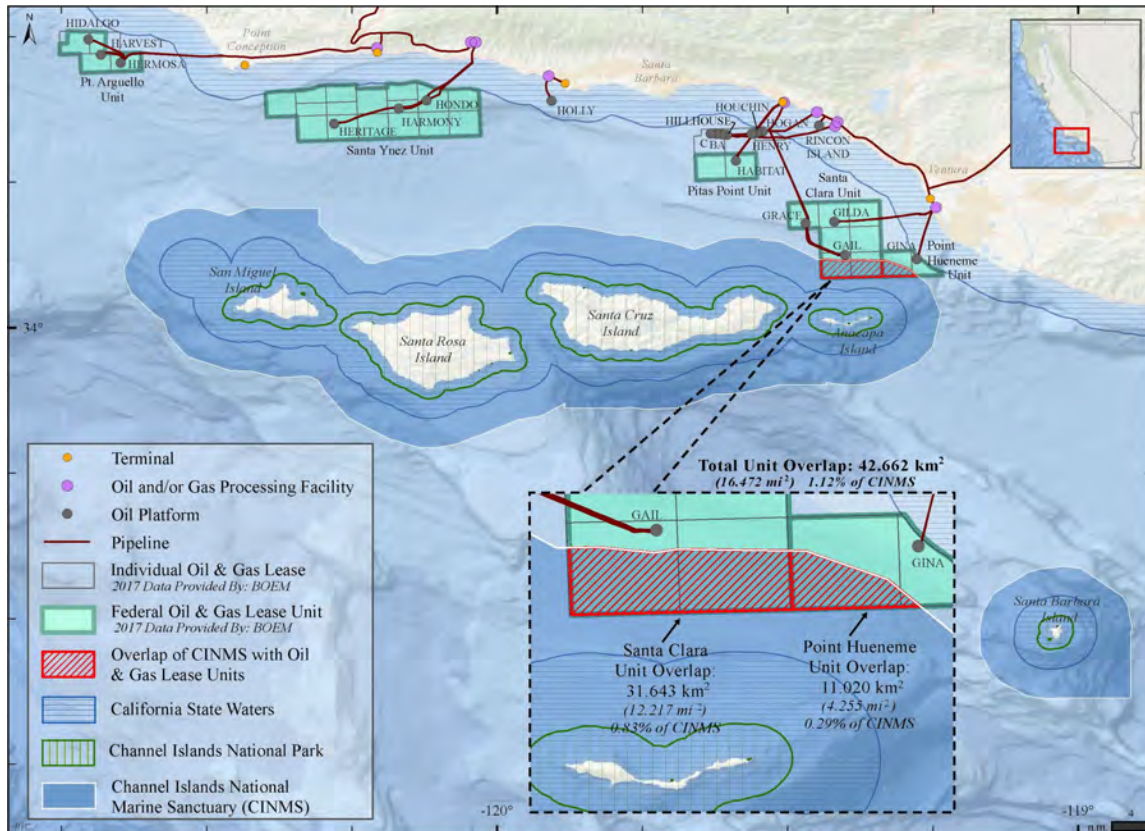 N
HIDALGO
HARVEST
HERMOSA
Pt. Arguello
Unit
Point
Conception
HERITAGE
HARMONY
HONDO
Santa Ynez Unit
HOLLY
Santa
Barbara
HOUCHIN
HILLHOUSE
HOGAN
C B A
HENRY
RINCON
ISLAND
HABITAT
Pitas Point Unit
Santa
Clara Unit
Ventura
GRACE
GILDA
GAIL
GINA
Point
Hueneme
Unit
34°
San Miguel
Island
Santa Rosa
Island
Santa Cruz
Island
Anacapa
Island
Terminal
Oil and/or Gas Processing Facility
Oil Platform
Pipeline
Individual Oil & Gas Lease
2017 Data Provided By: BOEM
Federal Oil & Gas Lease Unit
2017 Data Provided By: BOEM
Overlap of CINMS with Oil
& Gas Lease Units
California State Waters
Channel Islands National Park
Channel Islands National
Marine Sanctuary (CINMS)
Total Unit Overlap: 42.662 km²
(16.472 mi²) 1.12% of CINMS
GAIL
GINA
Santa Clara
Unit Overlap:
31.643 km²
(12.217 mi²)
0.83% of CINMS
Point Hueneme
Unit Overlap:
11.020 km²
(4.255 mi²)
0.29% of CINMS
Santa Barbara
Island
-120°
-119°
4
n.m.